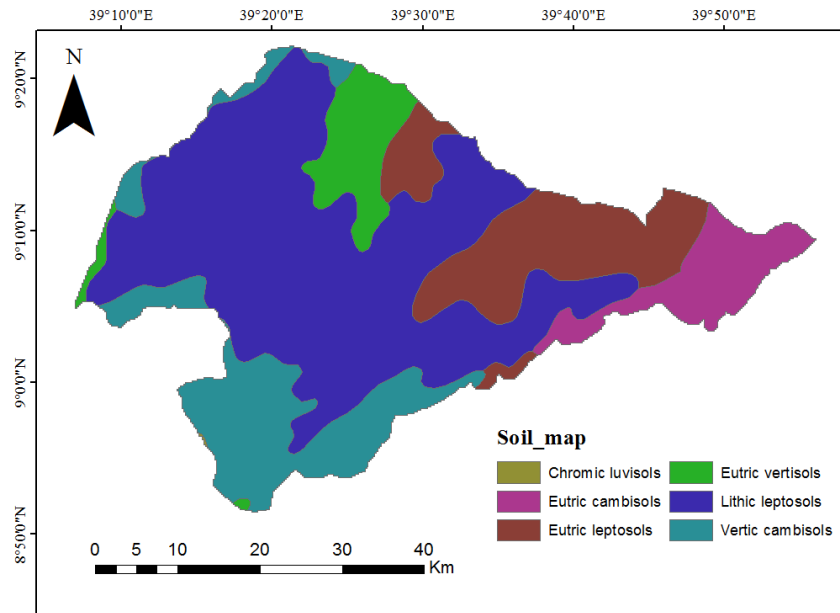 39°10'0"E 39°20'0"E 39°30'0"E 39°40'0"E 39°50'0"E
N
9°20'0"N
9°10'0"N
9°0'0"N
8°50'0"N
Soil_map
Chromic luvisols Eutric vertisols
Eutric cambisols Lithic leptosols
Eutric leptosols Vertic cambisols
0 5 10 20 30 40
Km